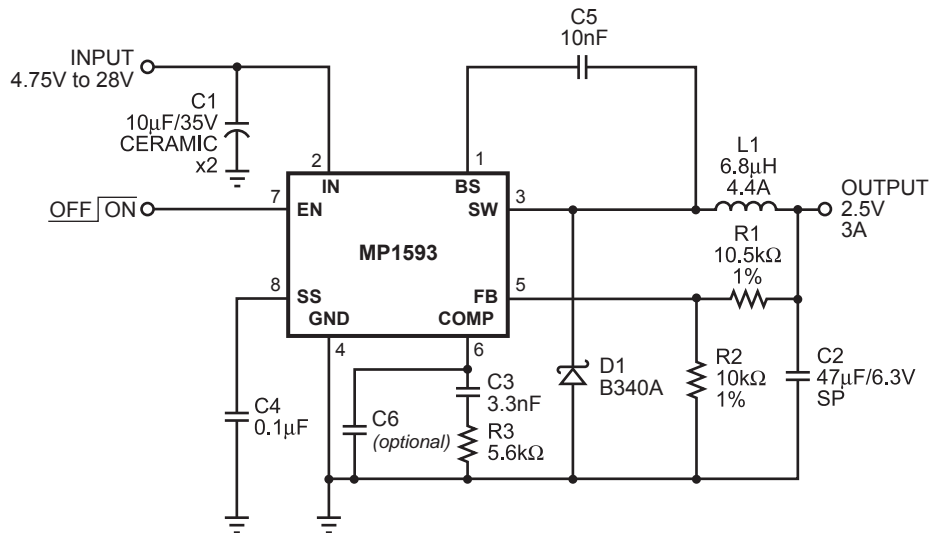 C5
10nF
INPUT
4.75V to 28V
C1
10μF/35V
CERAMIC
x2
2
1
L1
6.8μH
4.4A
IN
BS
7
EN
SW
3
OFF ON
OUTPUT
2.5V
3A
MP1593
R1
10.5kΩ
1%
8
SS
FB
5
GND
COMP
4
6
C3
3.3nF
D1
B340A
R2
10kΩ
1%
C2
47μF/6.3V
SP
C4
0.1μF
C6
(optional)
R3
5.6kΩ